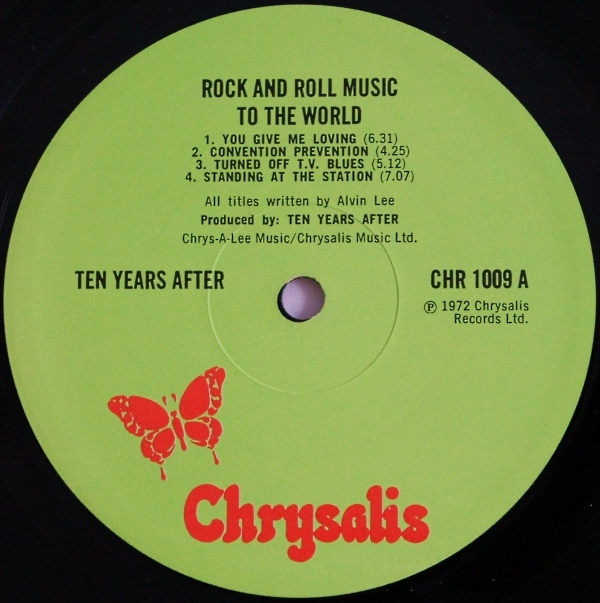 ROCK AND ROLL MUSIC
TO THE WORLD
1. YOU GIVE ME LOVING (6.31)
2. CONVENTION PREVENTION (4.25)
3. TURNED OFF T.V. BLUES (5.12)
4. STANDING AT THE STATION (7.07)
All titles written by Alvin Lee
Produced by: TEN YEARS AFTER
Chrys-A-Lee Music/Chrysalis Music Ltd.
TEN YEARS AFTER
CHR 1009 A
℗ 1972 Chrysalis
Records Ltd.
Chrysalis